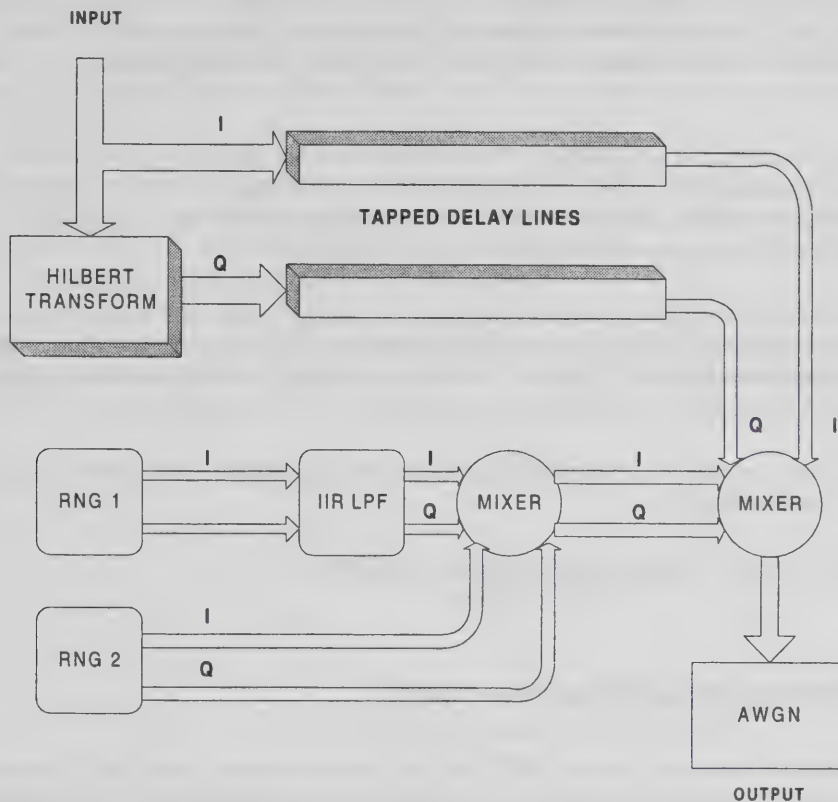 INPUT
I
TAPPED DELAY LINES
HILBERT
TRANSFORM
Q
Q
I
RNG 1
I
IIR LPF
I
Q
MIXER
I
Q
MIXER
RNG 2
I
Q
AWGN
OUTPUT